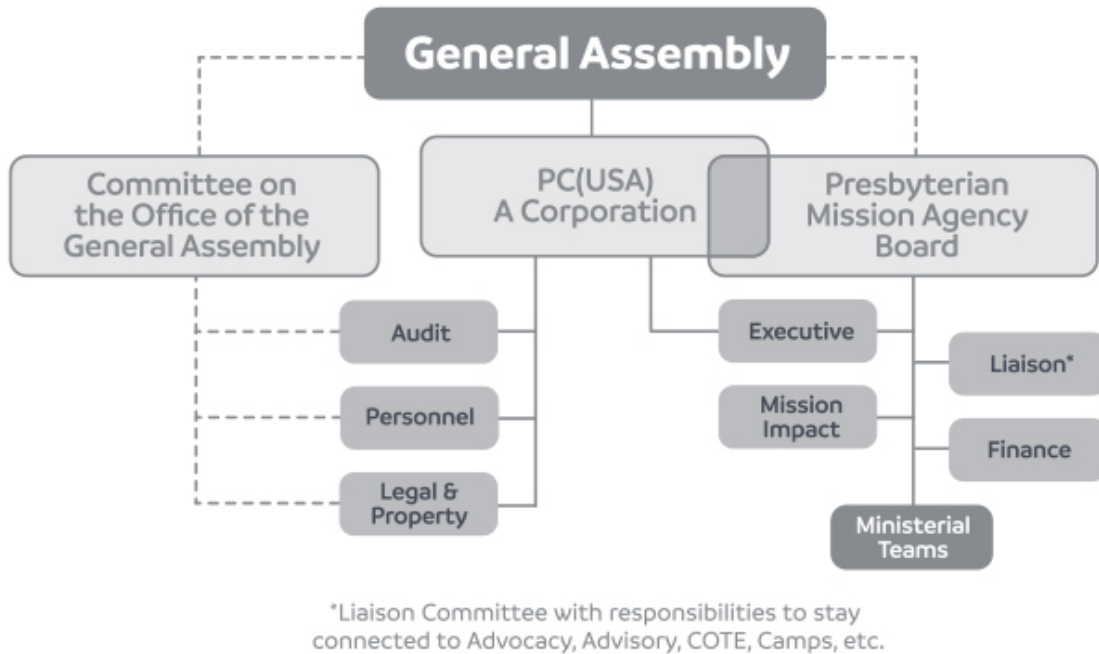 General Assembly
Committee on
the Office of the
General Assembly
PC(USA)
A Corporation
Presbyterian
Mission Agency
Board
Audit
Personnel
Legal &
Property
Executive
Mission
Impact
Liaison*
Finance
Ministerial
Teams
*Liaison Committee with responsibilities to stay
connected to Advocacy, Advisory, COTE, Camps, etc.